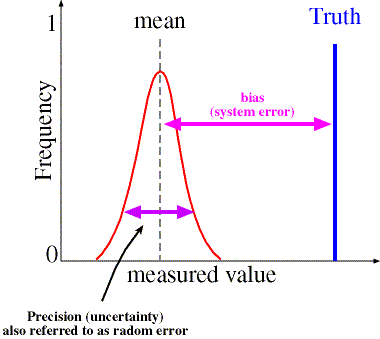 1
mean
Truth
bias
(system error)
Frequency
0
measured value
Precision (uncertainty)
also referred to as radom error